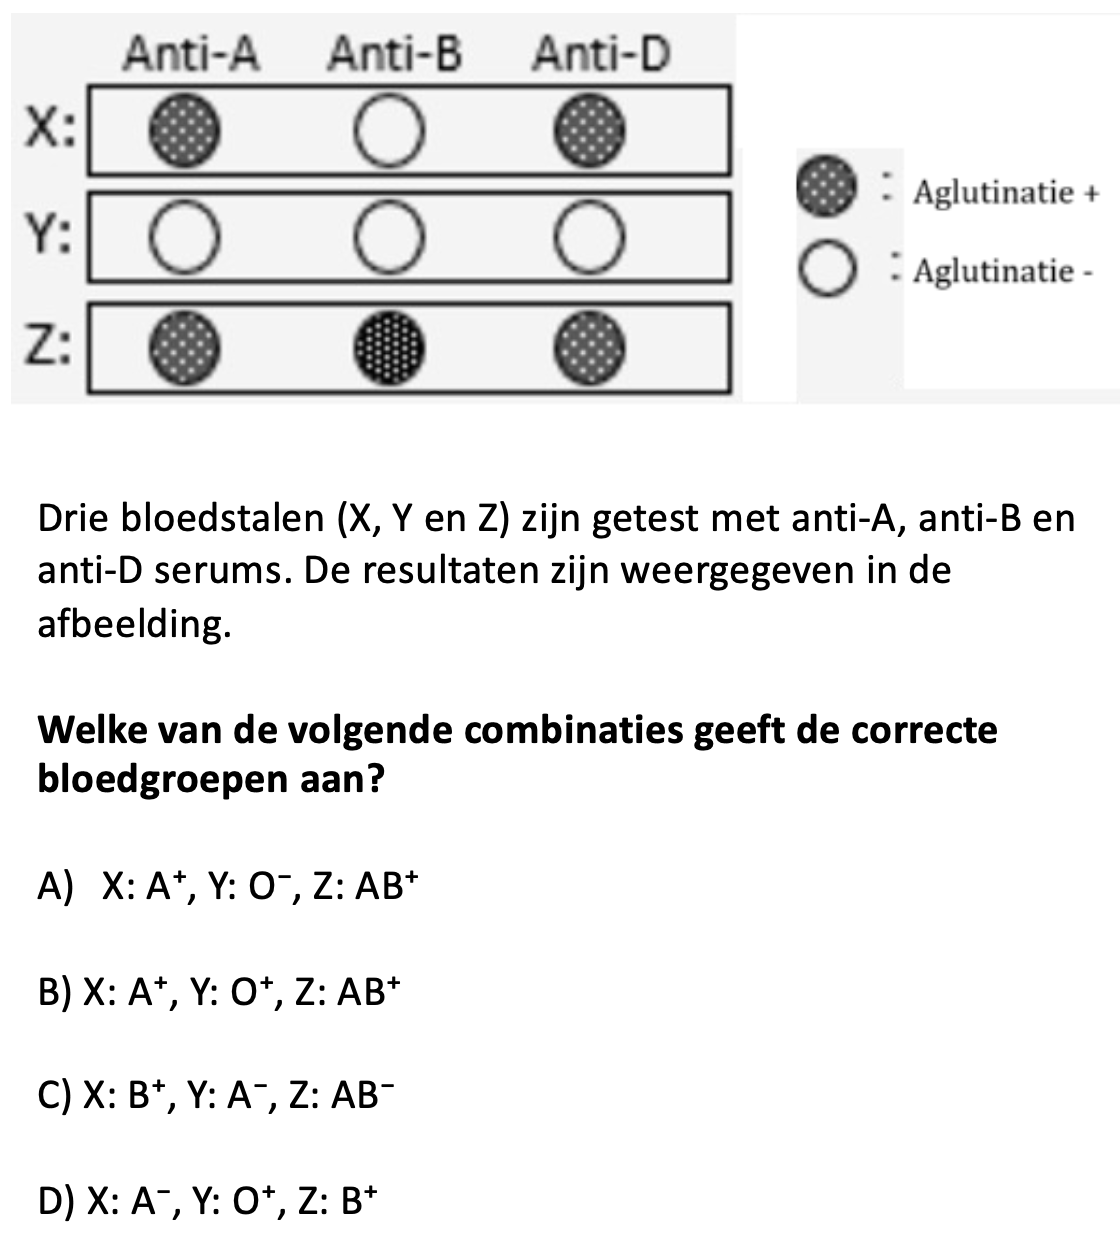 Anti-A Anti-B Anti-D
X:
Y:
Z:
: Aglutinatie +
: Aglutinatie -
Drie bloedstalen (X, Y en Z) zijn getest met anti-A, anti-B en
anti-D serums. De resultaten zijn weergegeven in de
afbeelding.
Welke van de volgende combinaties geeft de correcte
bloedgroepen aan?
A) X: A⁺, Y: O⁻, Z: AB⁺
B) X: A⁺, Y: O⁺, Z: AB⁺
C) X: B⁺, Y: A⁻, Z: AB⁻
D) X: A⁻, Y: O⁺, Z: B⁺